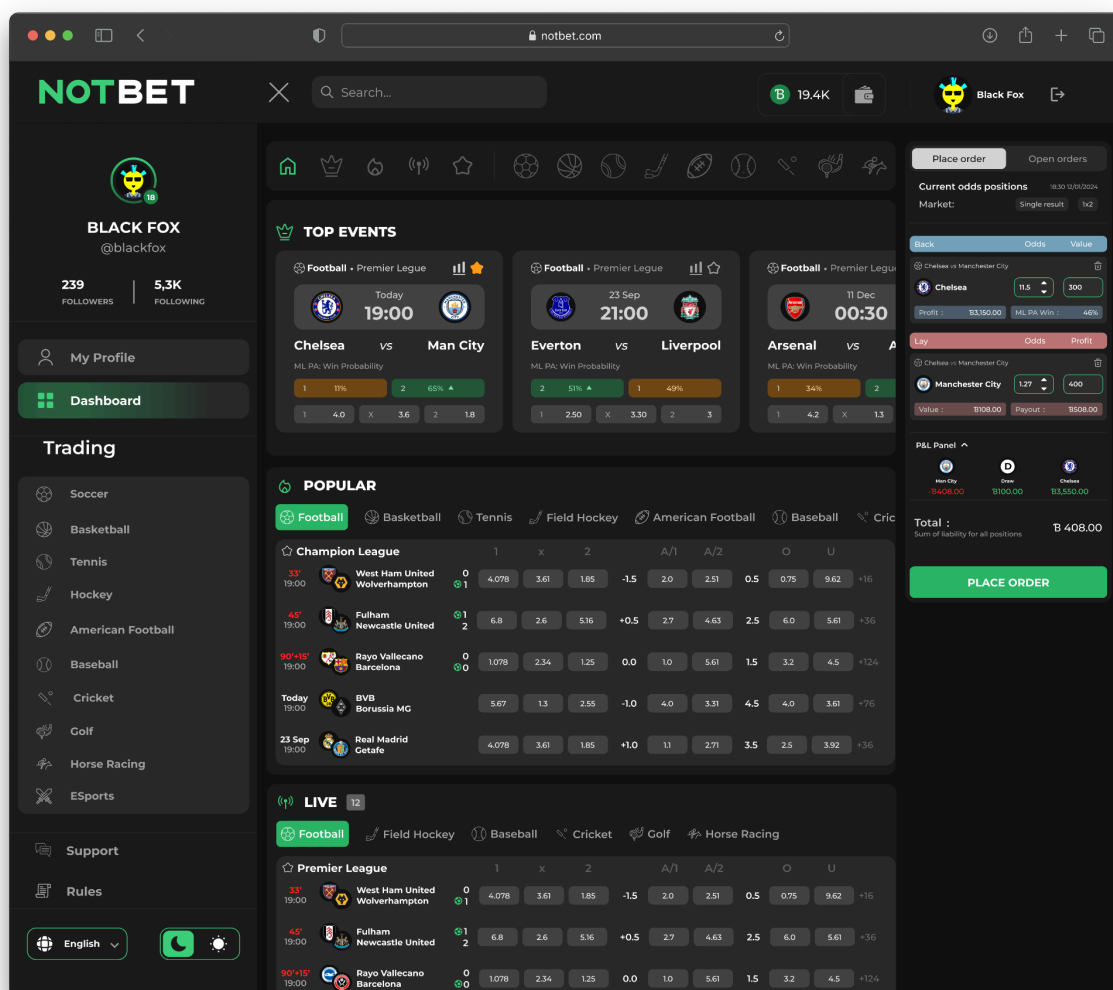 notbet.com
NOTBET
Search...
19.4K
Black Fox
18
BLACK FOX
@blackfox
239
FOLLOWERS
5,3K
FOLLOWING
My Profile
Dashboard
Trading
Soccer
Basketball
Tennis
Hockey
American Football
Baseball
Cricket
Golf
Horse Racing
ESports
Support
Rules
English
TOP EVENTS
Football • Premier Legue
Today
19:00
Chelsea vs Man City
ML PA: Win Probability
1 11% 2 65% ▲
1 4.0 X 3.6 2 1.8
Football • Premier Legue
23 Sep
21:00
Everton vs Liverpool
ML PA: Win Probability
2 51% ▲ 1 49%
1 2.50 X 3.30 2 3
Football • Premier Legue
11 Dec
00:30
Arsenal vs A
ML PA: Win Probability
1 34% 2
1 4.2 X 1.3
POPULAR
Football Basketball Tennis Field Hockey American Football Baseball Cric
Champion League 1 x 2 A/1 A/2 O U
33' West Ham United 0
19:00 Wolverhampton 1
4.078 3.61 1.85 -1.5 2.0 2.51 0.5 0.75 9.62 +16
45' Fulham 1
19:00 Newcastle United 2
6.8 2.6 5.16 +0.5 2.7 4.63 2.5 6.0 5.61 +36
90'+15' Rayo Vallecano 0
19:00 Barcelona 0
1.078 2.34 1.25 0.0 1.0 5.61 1.5 3.2 4.5 +124
Today BVB
19:00 Borussia MG
5.67 1.3 2.55 -1.0 4.0 3.31 4.5 4.0 3.61 +76
23 Sep Real Madrid
19:00 Getafe
4.078 3.61 1.85 +1.0 1.1 2.71 3.5 2.5 3.92 +36
LIVE 12
Football Field Hockey Baseball Cricket Golf Horse Racing
Premier League 1 x 2 A/1 A/2 O U
33' West Ham United 0
19:00 Wolverhampton 1
4.078 3.61 1.85 -1.5 2.0 2.51 0.5 0.75 9.62 +16
45' Fulham 1
19:00 Newcastle United 2
6.8 2.6 5.16 +0.5 2.7 4.63 2.5 6.0 5.61 +36
90'+15' Rayo Vallecano 0
19:00 Barcelona 0
1.078 2.34 1.25 0.0 1.0 5.61 1.5 3.2 4.5 +124
Place order Open orders
Current odds positions 18:30 12/01/2024
Market: Single result 1x2
Back Odds Value
Chelsea vs Manchester City
Chelsea 11.5 300
Profit : ₿3,150.00 ML PA Win : 46%
Lay Odds Profit
Chelsea vs Manchester City
Manchester City 1.27 400
Value : ₿108.00 Payout : ₿508.00
P&L Panel
D
Man City Draw Chelsea
-₿408.00 ₿100.00 ₿3,550.00
Total : ₿ 408.00
Sum of liability for all positions
PLACE ORDER